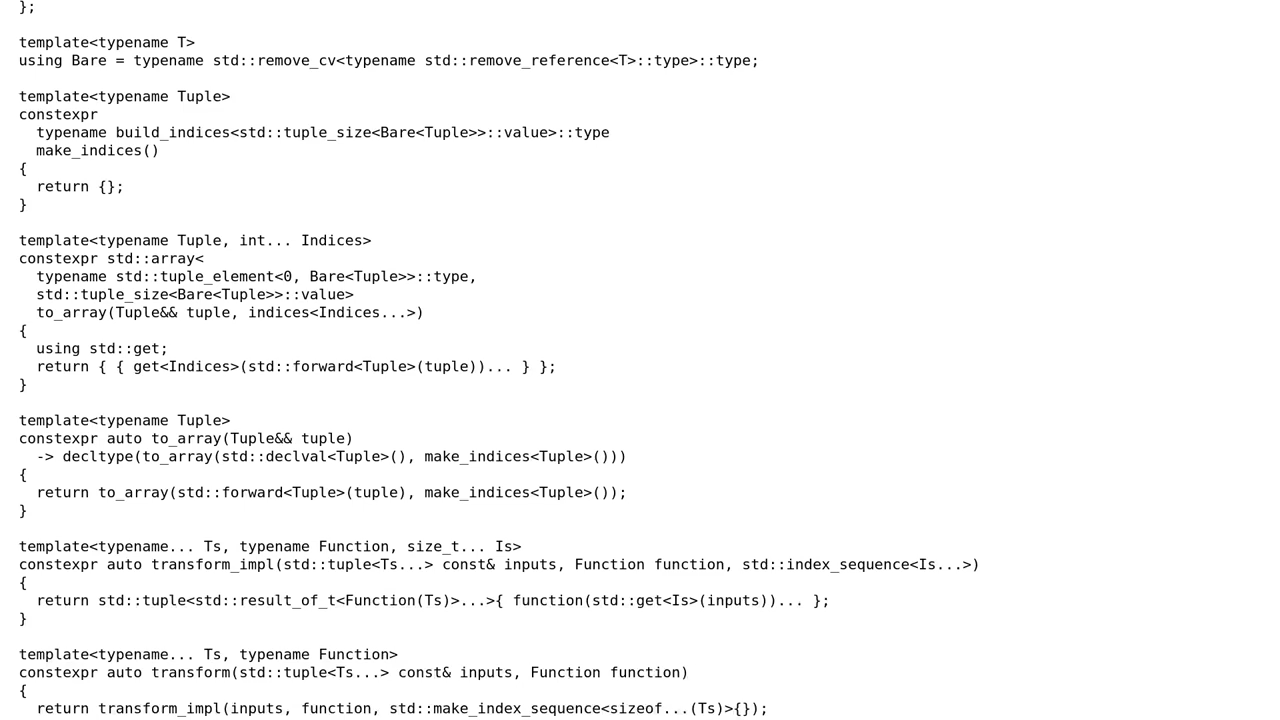 };
template<typename T>
using Bare = typename std::remove_cv<typename std::remove_reference<T>::type>::type;
template<typename Tuple>
constexpr
  typename build_indices<std::tuple_size<Bare<Tuple>>::value>::type
  make_indices()
{
  return {};
}
template<typename Tuple, int... Indices>
constexpr std::array<
  typename std::tuple_element<0, Bare<Tuple>>::type,
  std::tuple_size<Bare<Tuple>>::value>
  to_array(Tuple&& tuple, indices<Indices...>)
{
  using std::get;
  return { { get<Indices>(std::forward<Tuple>(tuple))... } };
}
template<typename Tuple>
constexpr auto to_array(Tuple&& tuple)
  -> decltype(to_array(std::declval<Tuple>(), make_indices<Tuple>()))
{
  return to_array(std::forward<Tuple>(tuple), make_indices<Tuple>());
}
template<typename... Ts, typename Function, size_t... Is>
constexpr auto transform_impl(std::tuple<Ts...> const& inputs, Function function, std::index_sequence<Is...>)
{
  return std::tuple<std::result_of_t<Function(Ts)>...>{ function(std::get<Is>(inputs))... };
}
template<typename... Ts, typename Function>
constexpr auto transform(std::tuple<Ts...> const& inputs, Function function)
{
  return transform_impl(inputs, function, std::make_index_sequence<sizeof...(Ts)>{});